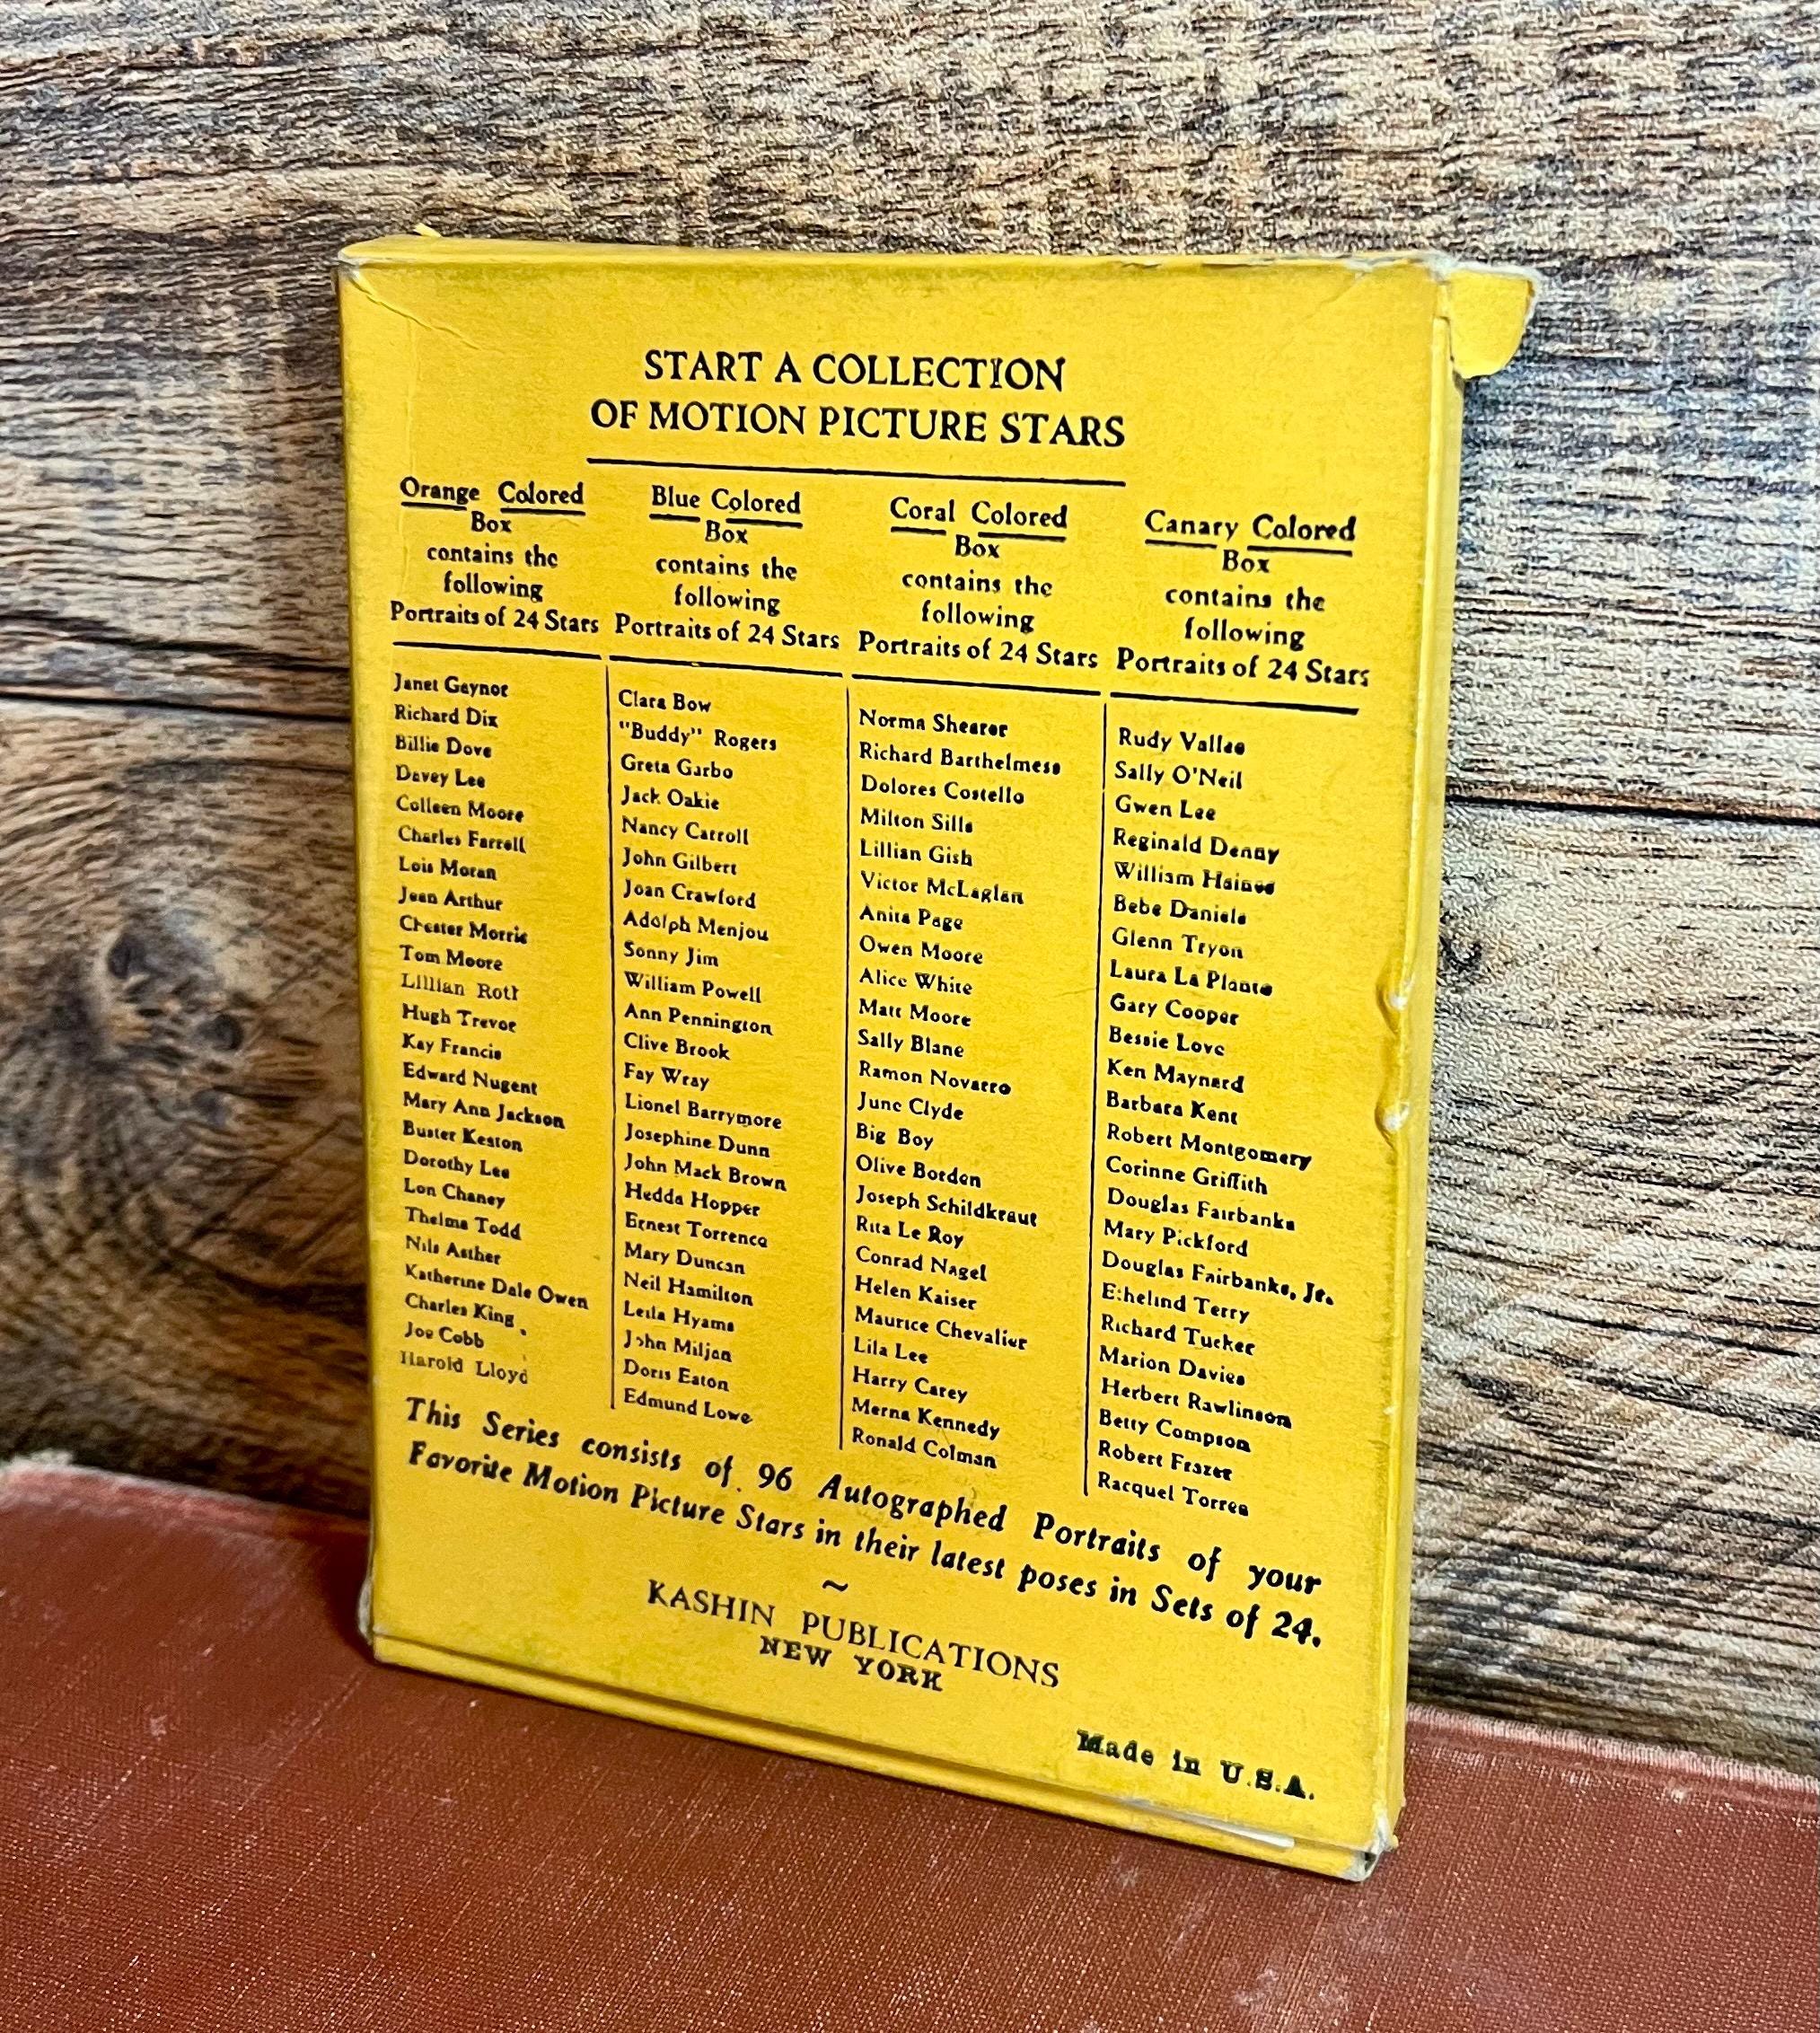 START A COLLECTION
OF MOTION PICTURE STARS
Orange Colored
Box
contains the
following
Portraits of 24 Stars
Janet Gaynor
Richard Dix
Billie Dove
Davey Lee
Colleen Moore
Charles Farrell
Lois Moran
Jean Arthur
Chester Morris
Tom Moore
Lillian Roth
Hugh Trevor
Kay Francis
Edward Nugent
Mary Ann Jackson
Buster Keaton
Dorothy Lee
Lon Chaney
Thelma Todd
Nils Asther
Katherine Dale Owen
Charles King
Joe Cobb
Harold Lloyd
Blue Colored
Box
contains the
following
Portraits of 24 Stars
Clara Bow
"Buddy" Rogers
Greta Garbo
Jack Oakie
Nancy Carroll
John Gilbert
Joan Crawford
Adolph Menjou
Sonny Jim
William Powell
Ann Pennington
Clive Brook
Fay Wray
Lionel Barrymore
Josephine Dunn
John Mack Brown
Hedda Hopper
Ernest Torrence
Mary Duncan
Neil Hamilton
Leila Hyams
John Miljan
Doris Eaton
Edmund Lowe
Coral Colored
Box
contains the
following
Portraits of 24 Stars
Norma Shearer
Richard Barthelmess
Dolores Costello
Milton Sills
Lillian Gish
Victor McLaglan
Anita Page
Owen Moore
Alice White
Matt Moore
Sally Blane
Ramon Novarro
June Clyde
Big Boy
Olive Borden
Joseph Schildkraut
Rita Le Roy
Conrad Nagel
Helen Kaiser
Maurice Chevalier
Lila Lee
Harry Carey
Merna Kennedy
Ronald Colman
Canary Colored
Box
contains the
following
Portraits of 24 Stars
Rudy Vallee
Sally O'Neil
Gwen Lee
Reginald Denny
William Haines
Bebe Daniels
Glenn Tryon
Laura La Plante
Gary Cooper
Bessie Love
Ken Maynard
Barbara Kent
Robert Montgomery
Corinne Griffith
Douglas Fairbanks
Mary Pickford
Douglas Fairbanks, Jr.
Ethelind Terry
Richard Tucker
Marion Davies
Herbert Rawlinson
Betty Compson
Robert Frazer
Racquel Torres
This Series consists of 96 Autographed Portraits of your
Favorite Motion Picture Stars in their latest poses in Sets of 24.
~
KASHIN PUBLICATIONS
NEW YORK
Made in U.S.A.